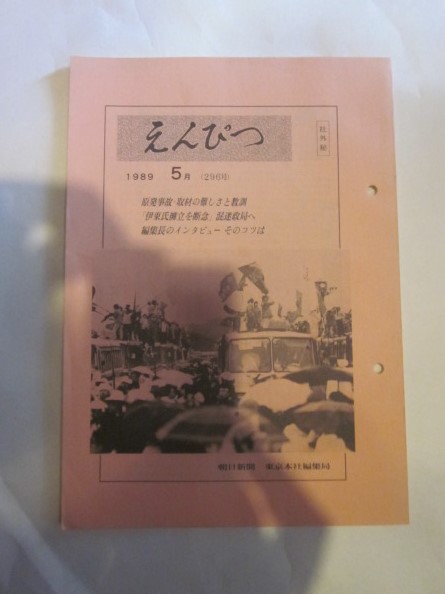 えんぴつ
社外秘
1989 5月 (296号)
原発事故・取材の難しさと教訓
「伊東氏擁立を断念」混迷政局へ
編集長のインタビュー そのコツは
朝日新聞 東京本社編集局